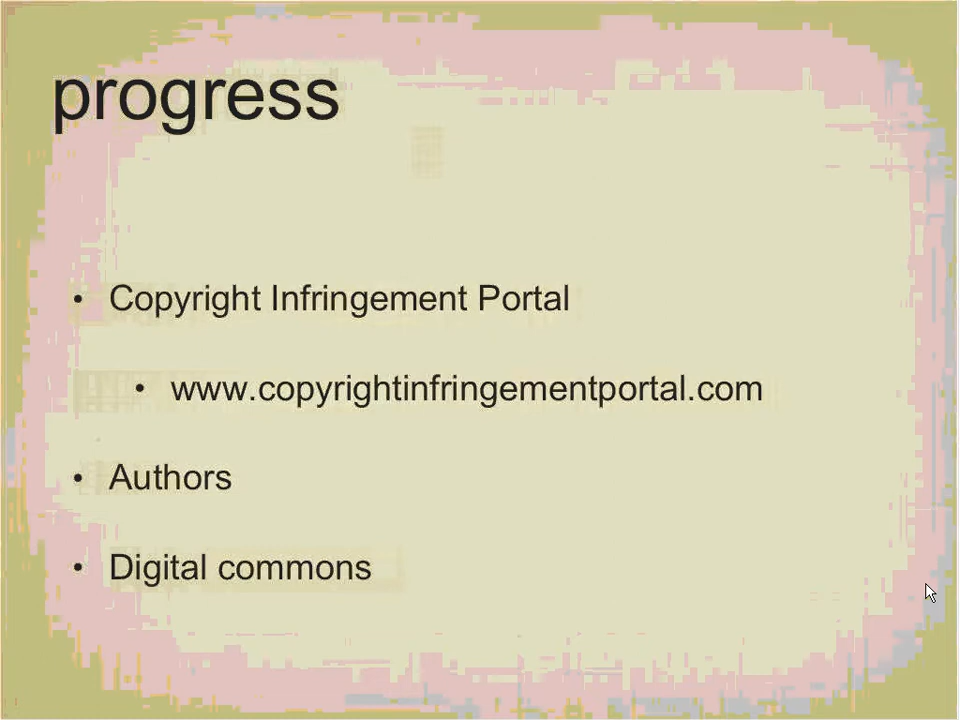 progress
• Copyright Infringement Portal
• www.copyrightinfringementportal.com
• Authors
• Digital commons